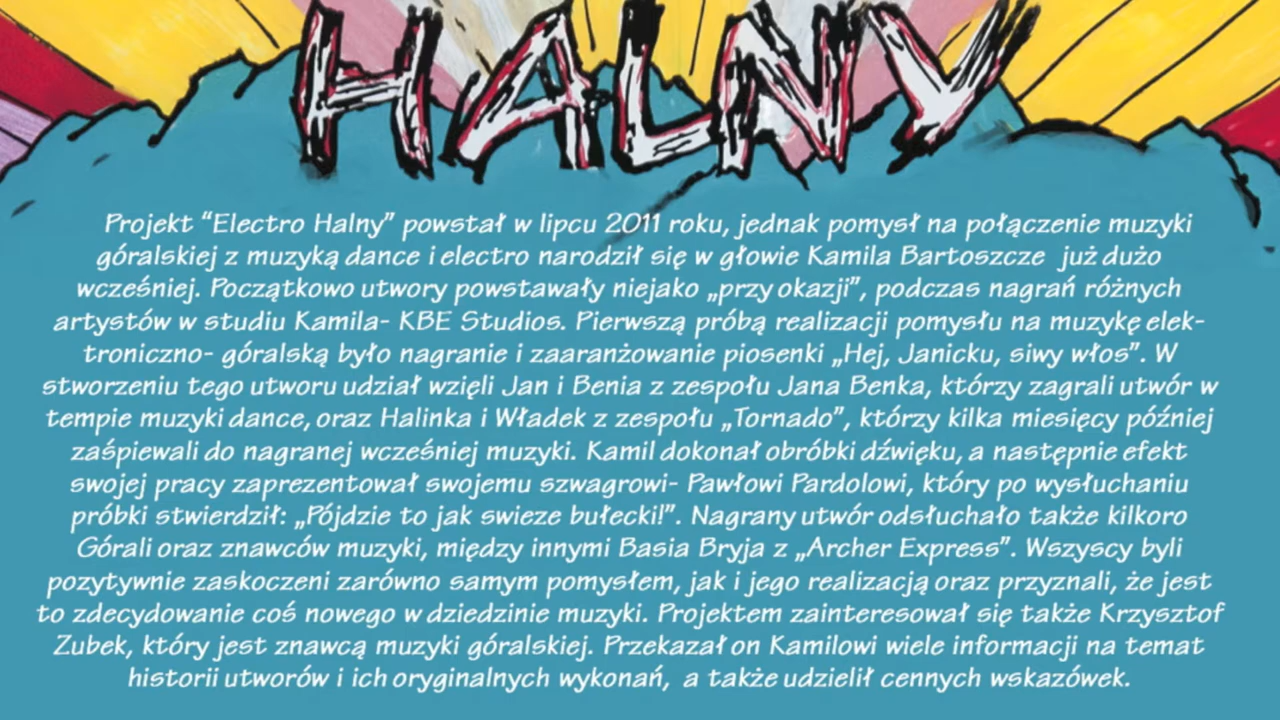 HALNY
Projekt “Electro Halny” powstał w lipcu 2011 roku, jednak pomysł na połączenie muzyki
góralskiej z muzyką dance i electro narodził się w głowie Kamila Bartoszcze już dużo
wcześniej. Początkowo utwory powstawały niejako „przy okazji”, podczas nagrań różnych
artystów w studiu Kamila- KBE Studios. Pierwszą próbą realizacji pomysłu na muzykę elek-
troniczno- góralską było nagranie i zaaranżowanie piosenki „Hej, Janicku, siwy włos”. W
stworzeniu tego utworu udział wzięli Jan i Benia z zespołu Jana Benka, którzy zagrali utwór w
tempie muzyki dance, oraz Halinka i Władek z zespołu „Tornado”, którzy kilka miesięcy później
zaśpiewali do nagranej wcześniej muzyki. Kamil dokonał obróbki dźwięku, a następnie efekt
swojej pracy zaprezentował swojemu szwagrowi- Pawłowi Pardolowi, który po wysłuchaniu
próbki stwierdził: „Pójdzie to jak swieze bułecki!”. Nagrany utwór odsłuchało także kilkoro
Górali oraz znawców muzyki, między innymi Basia Bryja z „Archer Express”. Wszyscy byli
pozytywnie zaskoczeni zarówno samym pomysłem, jak i jego realizacją oraz przyznali, że jest
to zdecydowanie coś nowego w dziedzinie muzyki. Projektem zainteresował się także Krzysztof
Zubek, który jest znawcą muzyki góralskiej. Przekazał on Kamilowi wiele informacji na temat
historii utworów i ich oryginalnych wykonań, a także udzielił cennych wskazówek.